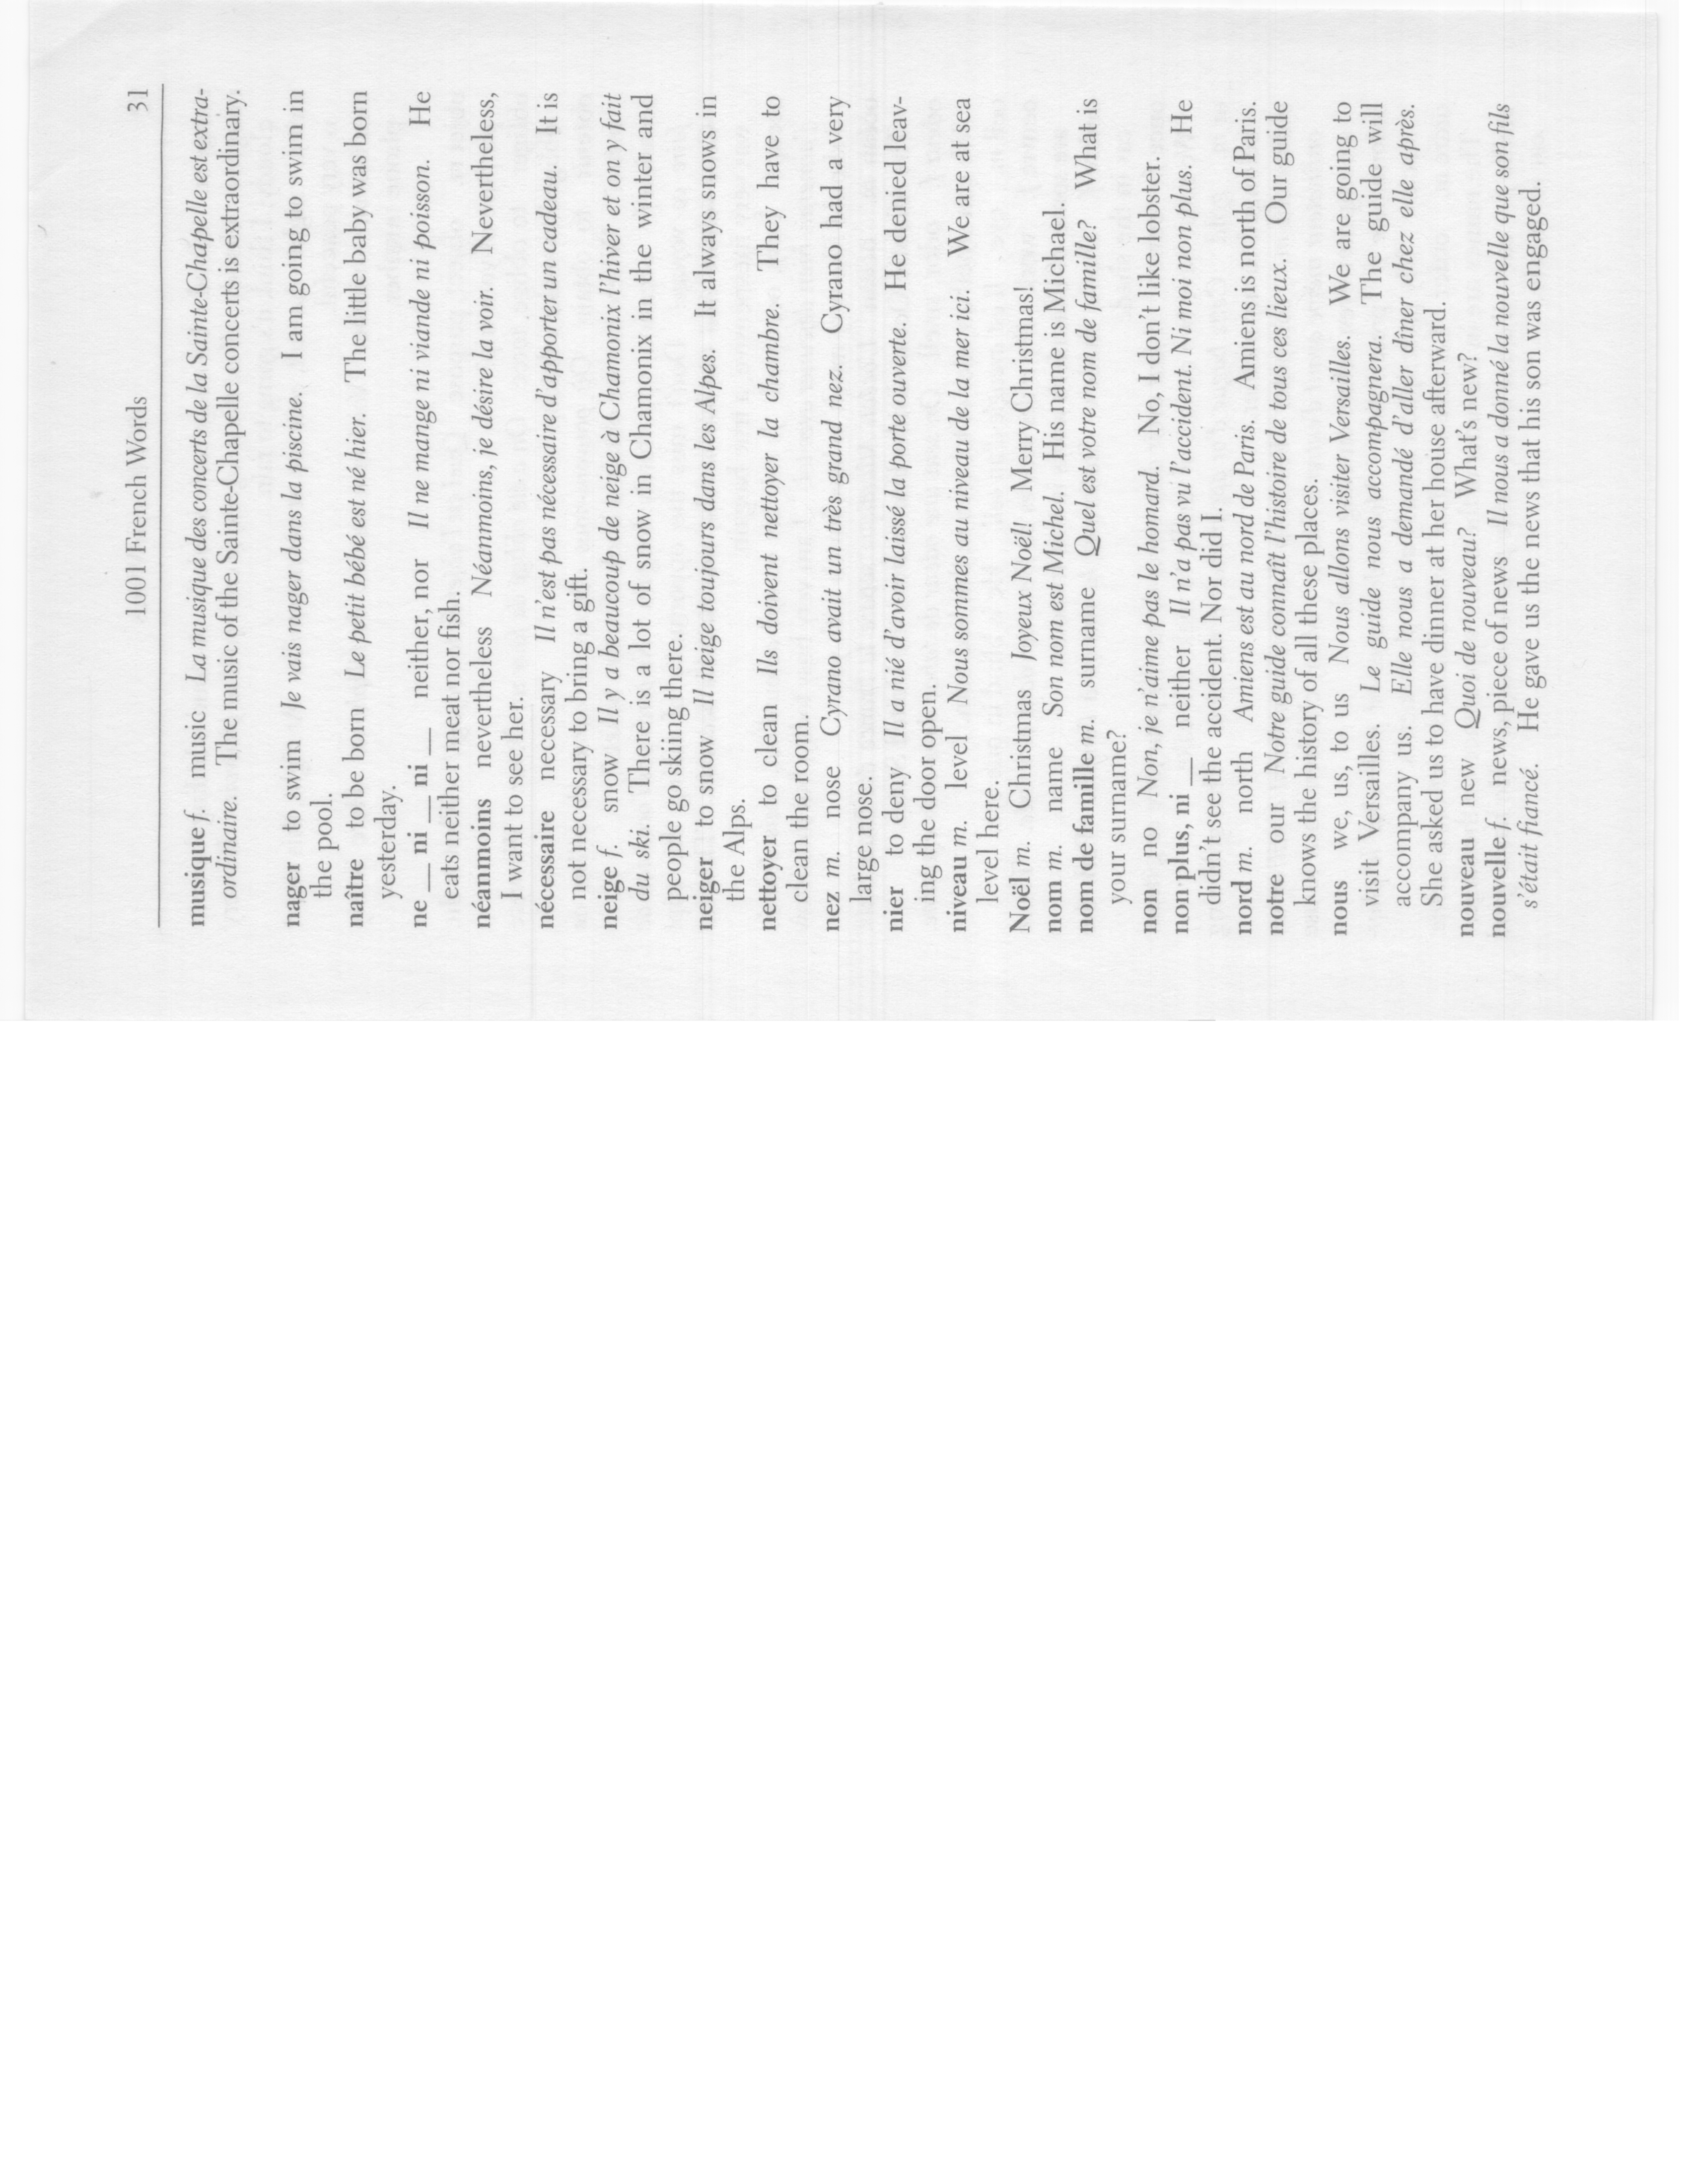 1001 French Words 31
musique f. music La musique des concerts de la Sainte-Chapelle est extra-
ordinaire. The music of the Sainte-Chapelle concerts is extraordinary.
nager to swim Je vais nager dans la piscine. I am going to swim in
the pool.
naître to be born Le petit bébé est né hier. The little baby was born
yesterday.
ne __ ni __ ni __ neither, nor Il ne mange ni viande ni poisson. He
eats neither meat nor fish.
néanmoins nevertheless Néanmoins, je désire la voir. Nevertheless,
I want to see her.
nécessaire necessary Il n'est pas nécessaire d'apporter un cadeau. It is
not necessary to bring a gift.
neige f. snow Il y a beaucoup de neige à Chamonix l'hiver et on y fait
du ski. There is a lot of snow in Chamonix in the winter and
people go skiing there.
neiger to snow Il neige toujours dans les Alpes. It always snows in
the Alps.
nettoyer to clean Ils doivent nettoyer la chambre. They have to
clean the room.
nez m. nose Cyrano avait un très grand nez. Cyrano had a very
large nose.
nier to deny Il a nié d'avoir laissé la porte ouverte. He denied leav-
ing the door open.
niveau m. level Nous sommes au niveau de la mer ici. We are at sea
level here.
Noël m. Christmas Joyeux Noël! Merry Christmas!
nom m. name Son nom est Michel. His name is Michael.
nom de famille m. surname Quel est votre nom de famille? What is
your surname?
non no Non, je n'aime pas le homard. No, I don't like lobster.
non plus, ni __ neither Il n'a pas vu l'accident. Ni moi non plus. He
didn't see the accident. Nor did I.
nord m. north Amiens est au nord de Paris. Amiens is north of Paris.
notre our Notre guide connaît l'histoire de tous ces lieux. Our guide
knows the history of all these places.
nous we, us, to us Nous allons visiter Versailles. We are going to
visit Versailles. Le guide nous accompagnera. The guide will
accompany us. Elle nous a demandé d'aller dîner chez elle après.
She asked us to have dinner at her house afterward.
nouveau new Quoi de nouveau? What's new?
nouvelle f. news, piece of news Il nous a donné la nouvelle que son fils
s'était fiancé. He gave us the news that his son was engaged.